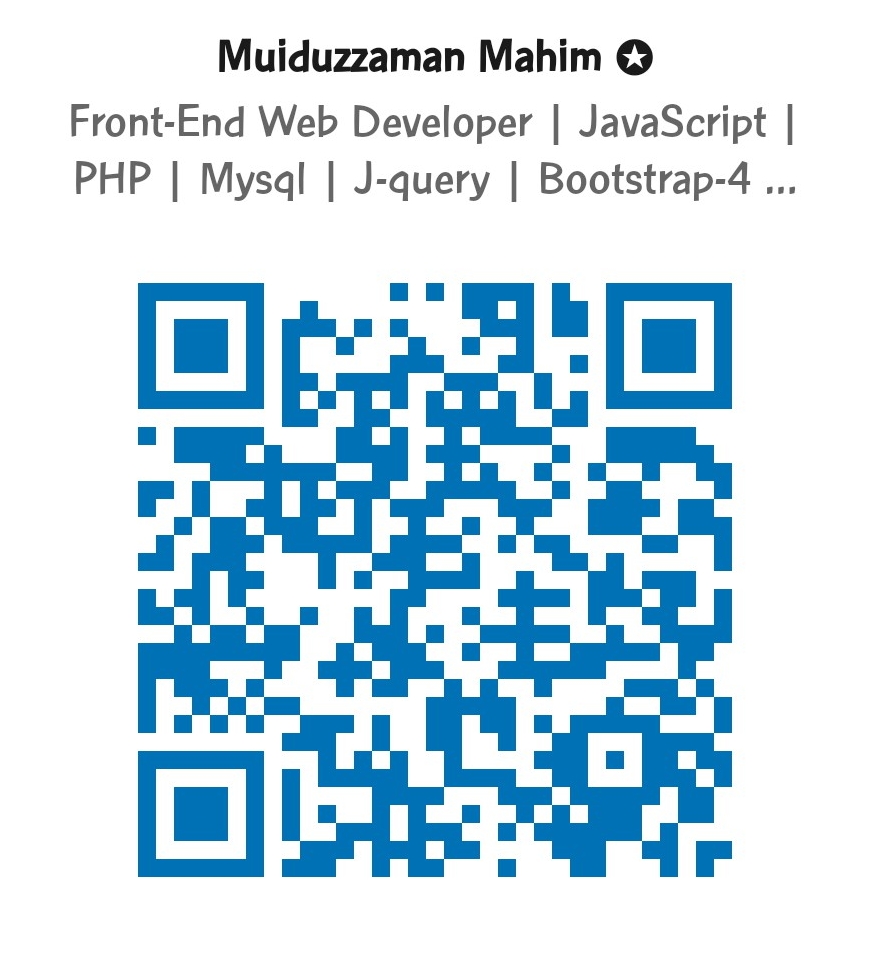 Muiduzzaman Mahim ✪
Front-End Web Developer | JavaScript |
PHP | Mysql | J-query | Bootstrap-4 ...